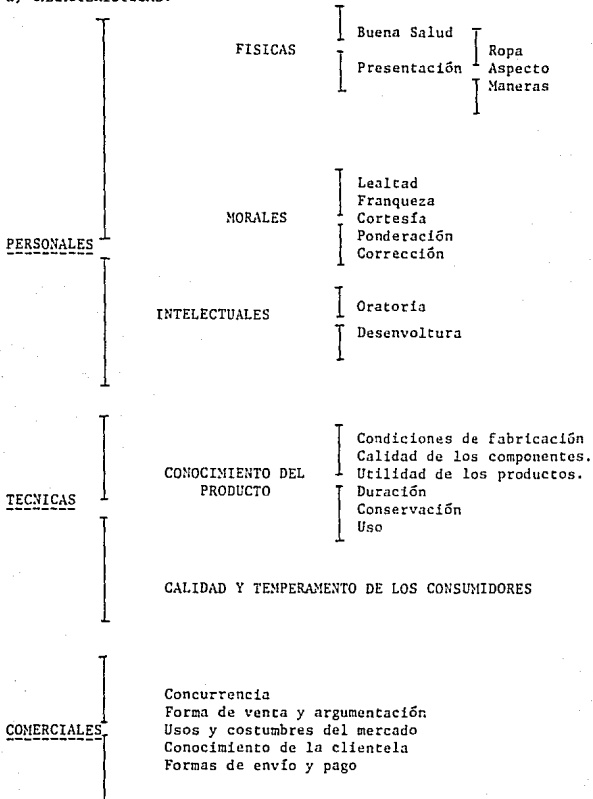 FISICAS
Buena Salud
Presentación
Ropa
Aspecto
Maneras
PERSONALES
MORALES
Lealtad
Franqueza
Cortesía
Ponderación
Corrección
INTELECTUALES
Oratoria
Desenvoltura
TECNICAS
CONOCIMIENTO DEL
PRODUCTO
Condiciones de fabricación
Calidad de los componentes.
Utilidad de los productos.
Duración
Conservación
Uso
CALIDAD Y TEMPERAMENTO DE LOS CONSUMIDORES
COMERCIALES
Concurrencia
Forma de venta y argumentación
Usos y costumbres del mercado
Conocimiento de la clientela
Formas de envío y pago